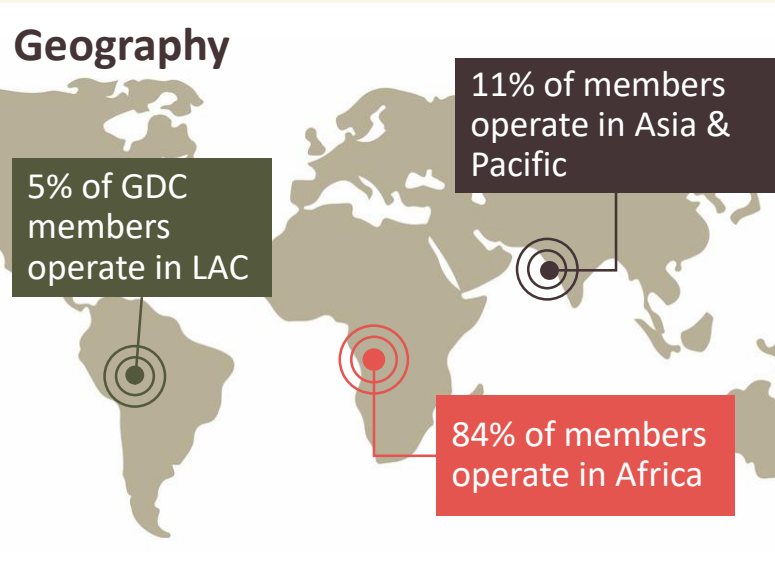 Geography
11% of members
operate in Asia &
Pacific
5% of GDC
members
operate in LAC
84% of members
operate in Africa